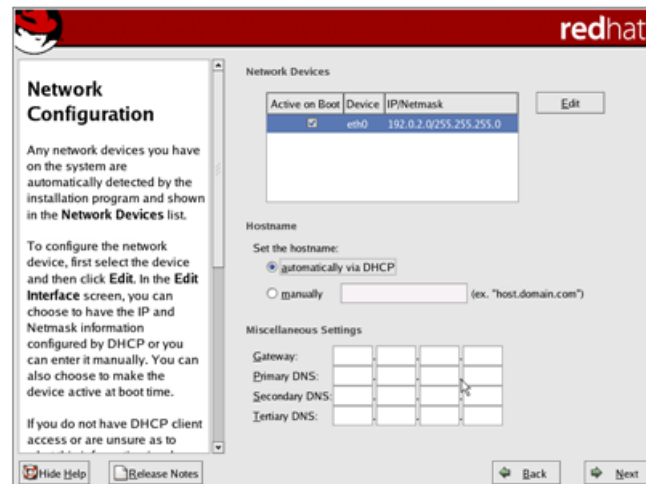 redhat
Network
Configuration
Any network devices you have
on the system are
automatically detected by the
installation program and shown
in the Network Devices list.
To configure the network
device, first select the device
and then click Edit. In the Edit
Interface screen, you can
choose to have the IP and
Netmask information
configured by DHCP or you
can enter it manually. You can
also choose to make the
device active at boot time.
If you do not have DHCP client
access or are unsure as to
Network Devices
Active on Boot Device IP/Netmask
eth0 192.0.2.0/255.255.255.0
Edit
Hostname
Set the hostname:
automatically via DHCP
manually (ex. "host.domain.com")
Miscellaneous Settings
Gateway:
Primary DNS:
Secondary DNS:
Tertiary DNS:
Hide Help
Release Notes
Back
Next